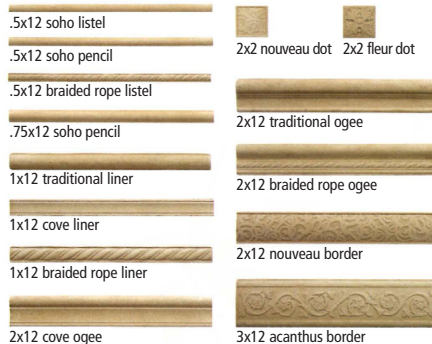 .5x12 soho listel
.5x12 soho pencil
.5x12 braided rope listel
.75x12 soho pencil
1x12 traditional liner
1x12 cove liner
1x12 braided rope liner
2x12 cove ogee
2x2 nouveau dot 2x2 fleur dot
2x12 traditional ogee
2x12 braided rope ogee
2x12 nouveau border
3x12 acanthus border